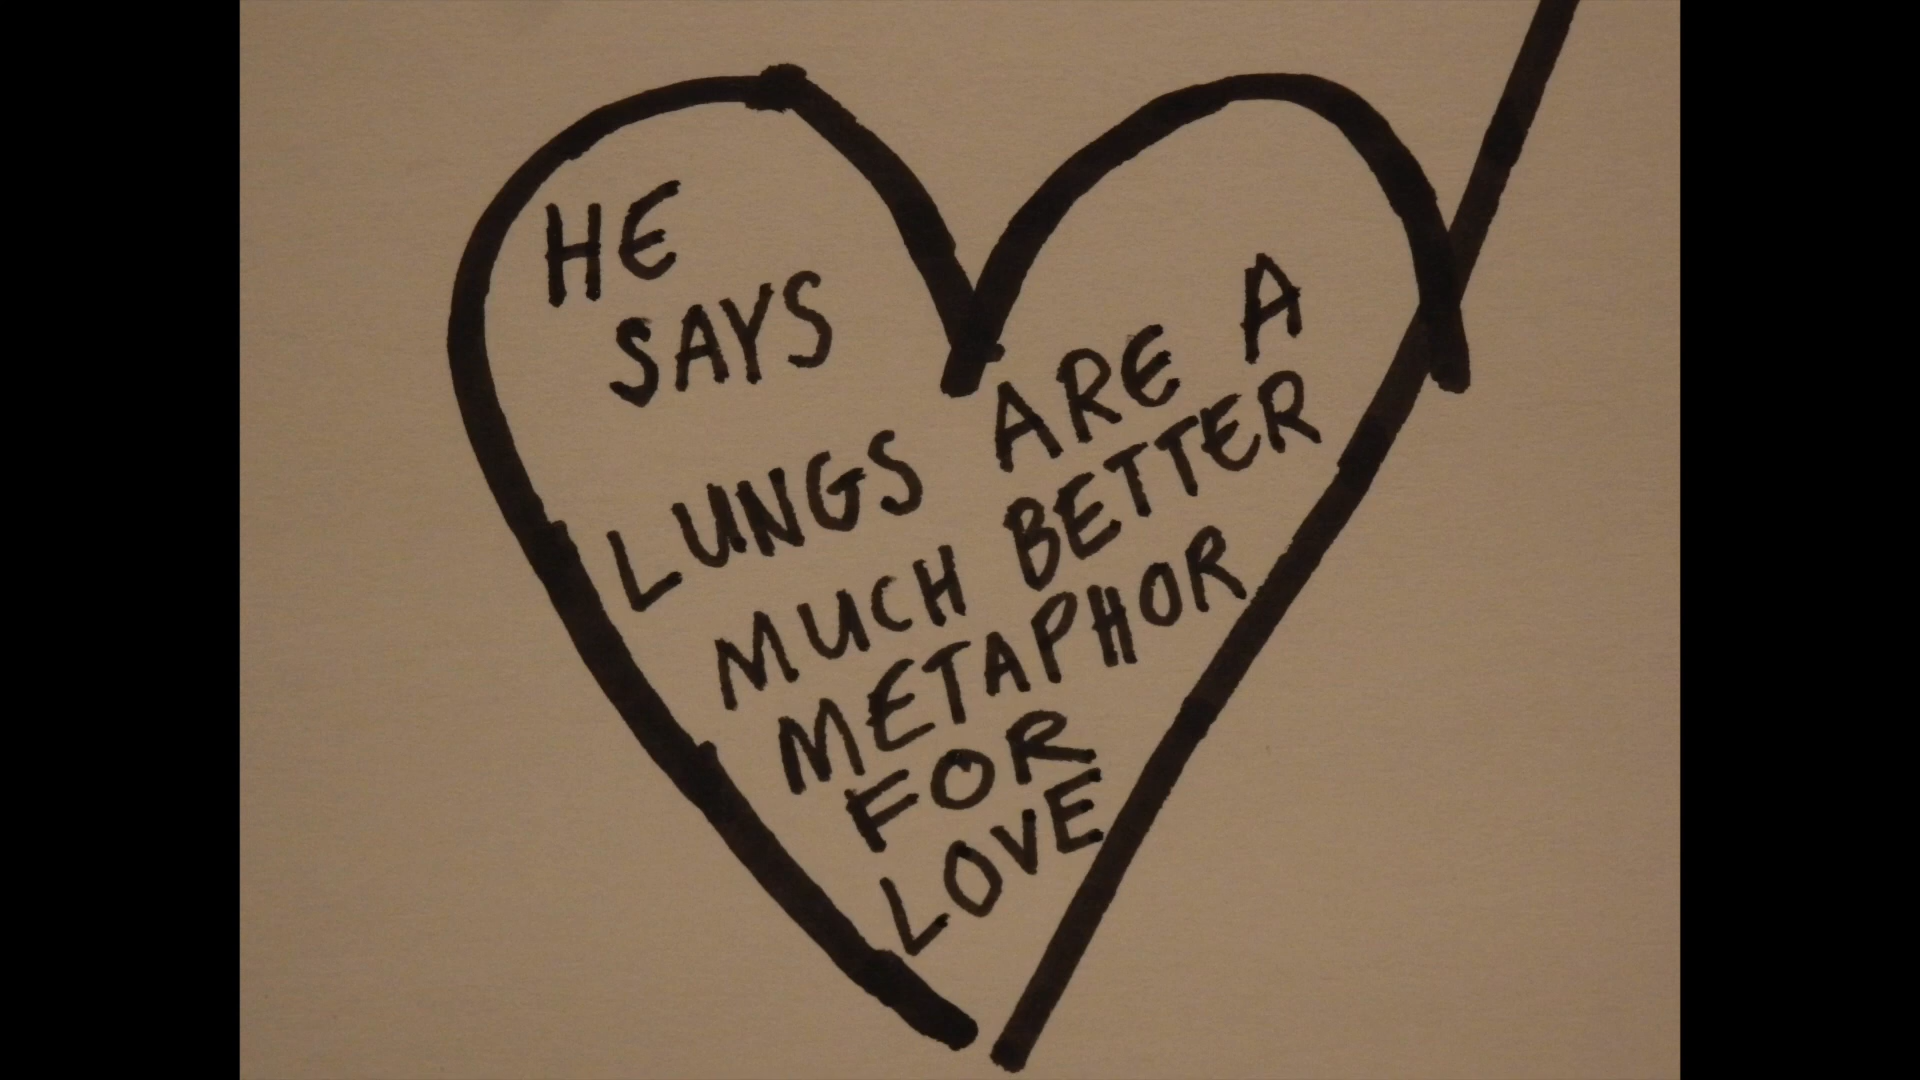 HE
SAYS
LUNGS ARE A
MUCH BETTER
METAPHOR
FOR
LOVE